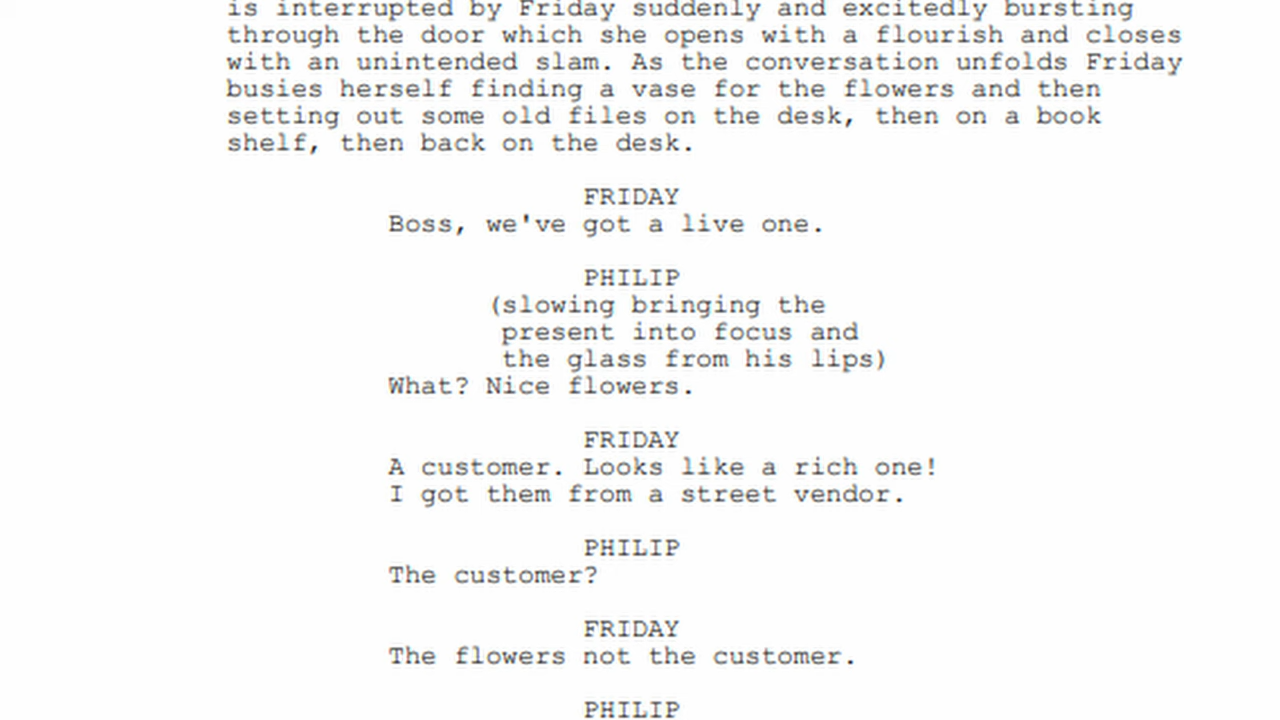 is interrupted by Friday suddenly and excitedly bursting
through the door which she opens with a flourish and closes
with an unintended slam. As the conversation unfolds Friday
busies herself finding a vase for the flowers and then
setting out some old files on the desk, then on a book
shelf, then back on the desk.
FRIDAY
Boss, we've got a live one.
PHILIP
(slowing bringing the
present into focus and
the glass from his lips)
What? Nice flowers.
FRIDAY
A customer. Looks like a rich one!
I got them from a street vendor.
PHILIP
The customer?
FRIDAY
The flowers not the customer.
PHILIP